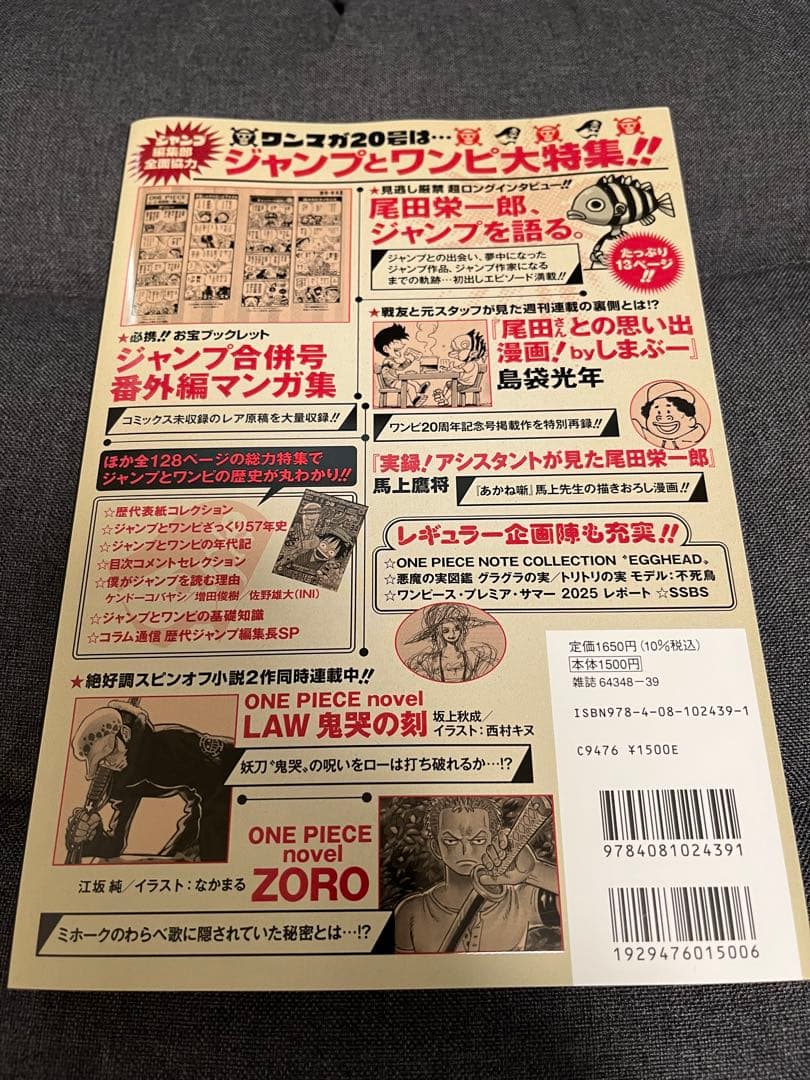 ジャンプ
編集部
全面協力
ワンマガ20号は…
ジャンプとワンピ大特集!!
ONE PIECE
★見逃し厳禁 超ロングインタビュー!!
尾田栄一郎、
ジャンプを語る。
ジャンプとの出会い、夢中になった
ジャンプ作品、ジャンプ作家になる
までの軌跡…初出しエピソード満載!!
たっぷり
13ページ
!!
★必携!! お宝ブックレット
ジャンプ合併号
番外編マンガ集
コミックス未収録のレア原稿を大量収録!!
★戦友と元スタッフが見た週刊連載の裏側とは!?
『尾田さんとの思い出
漫画!byしまぶー』
島袋光年
ワンピ20周年記念号掲載作を特別再録!!
『実録!アシスタントが見た尾田栄一郎』
馬上鷹将
『あかね噺』馬上先生の描きおろし漫画!!
ほか全128ページの総力特集で
ジャンプとワンピの歴史が丸わかり!!
☆歴代表紙コレクション
☆ジャンプとワンピざっくり57年史
☆ジャンプとワンピの年代記
☆目次コメントセレクション
☆僕がジャンプを読む理由
ケンドーコバヤシ/増田俊樹/佐野雄大(INI)
☆ジャンプとワンピの基礎知識
☆コラム通信 歴代ジャンプ編集長SP
レギュラー企画陣も充実!!
☆ONE PIECE NOTE COLLECTION〝EGGHEAD〟
☆悪魔の実図鑑 グラグラの実/トリトリの実 モデル:不死鳥
☆ワンピース・プレミア・サマー 2025 レポート ☆SSBS
★絶好調スピンオフ小説2作同時連載中!!
ONE PIECE novel
LAW 鬼哭の刻
坂上秋成/
イラスト:西村キヌ
妖刀〝鬼哭〟の呪いをローは打ち破れるか…!?
ONE PIECE
novel
ZORO
江坂 純/イラスト:なかまる
ミホークのわらべ歌に隠されていた秘密とは…!?
定価1650円(10%税込)
本体1500円
雑誌 64348-39
ISBN978-4-08-102439-1
C9476 ¥1500E
9784081024391
1929476015006